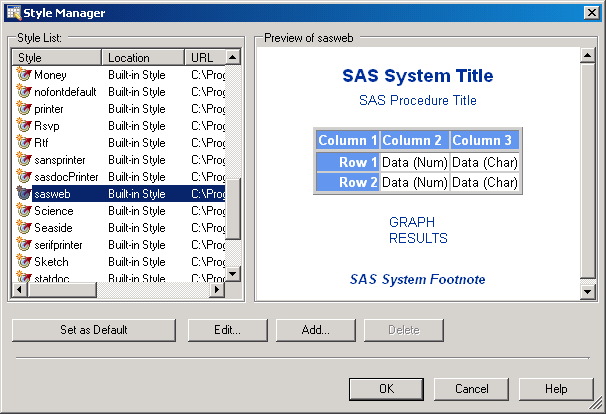 Style Manager
Style List:
Style Location URL
Money Built-in Style C:\Prog
nofontdefault Built-in Style C:\Prog
printer Built-in Style C:\Prog
Rsvp Built-in Style C:\Prog
Rtf Built-in Style C:\Prog
sansprinter Built-in Style C:\Prog
sasdocPrinter Built-in Style C:\Prog
sasweb Built-in Style C:\Prog
Science Built-in Style C:\Prog
Seaside Built-in Style C:\Prog
serifprinter Built-in Style C:\Prog
Sketch Built-in Style C:\Prog
statdoc Built-in Style C:\Prog
Preview of sasweb
SAS System Title
SAS Procedure Title
Column 1 Column 2 Column 3
Row 1 Data (Num) Data (Char)
Row 2 Data (Num) Data (Char)
GRAPH
RESULTS
SAS System Footnote
Set as Default Edit... Add... Delete
OK Cancel Help